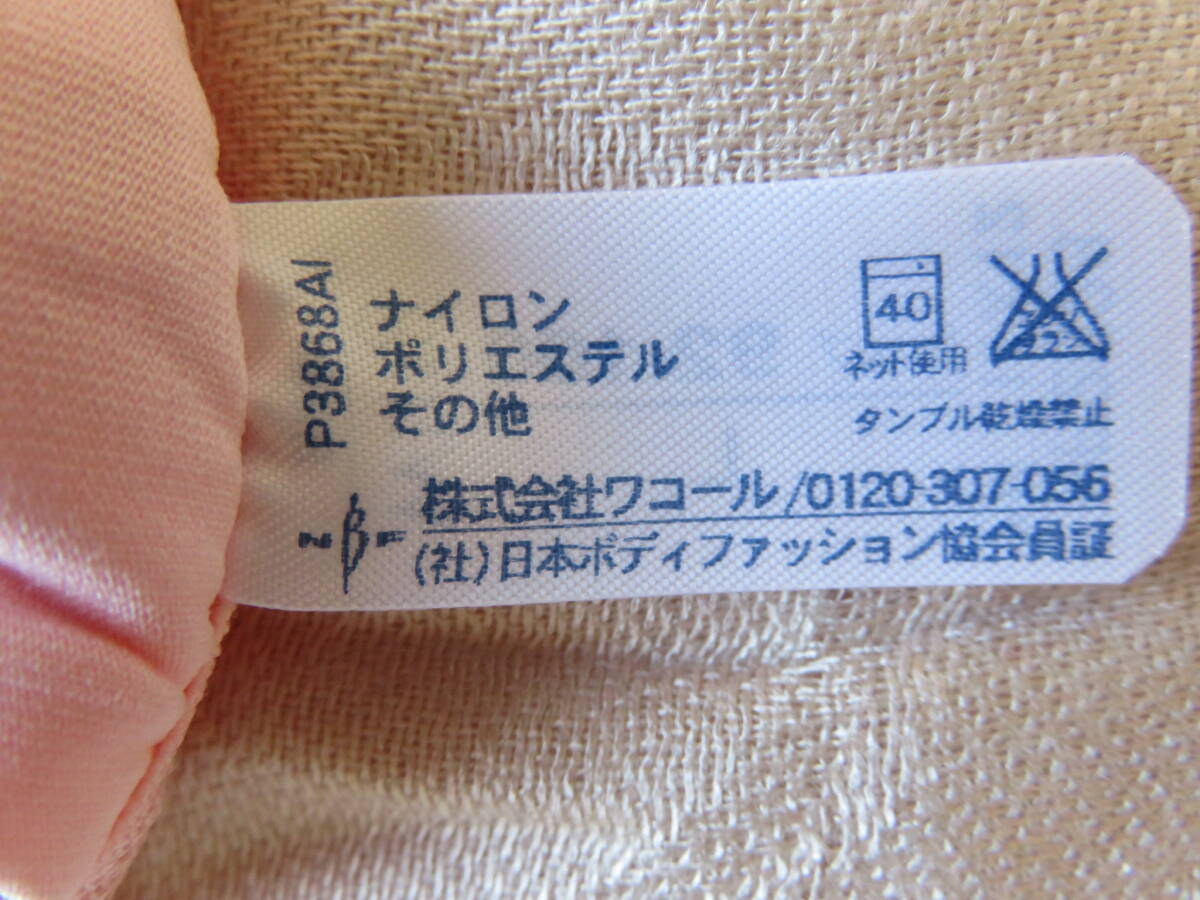 P3868AI
ナイロン
ポリエステル
その他
40
ネット使用
タンブル乾燥禁止
株式会社ワコール/0120-307-056
(社)日本ボディファッション協会会員証
NBF